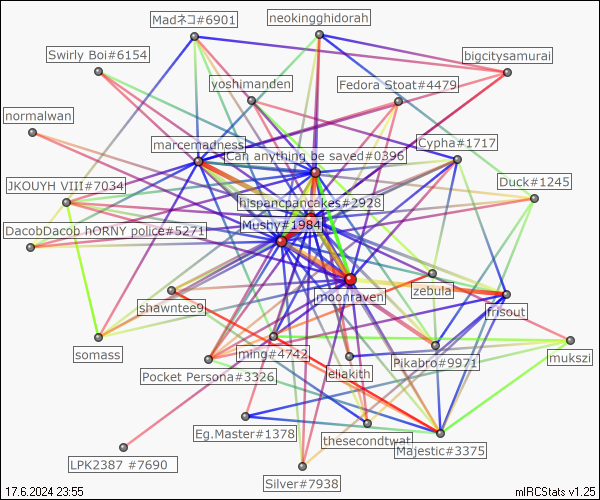 Madネコ#6901
neokingghidorah
Swirly Boi#6154
bigcitysamurai
yoshimanden
Fedora Stoat#4479
normalwan
marcemadness
Cypha#1717
Can anything be saved#0396
JKOUYH VIII#7034
Duck#1245
hispancpancakes#2928
Mushy#1984
DacobDacob hORNY police#5271
moonraven
zebula
shawntee9
frisout
somass
ming#4742
mukszi
Pikabro#9971
eliakith
Pocket Persona#3326
Eg.Master#1378
thesecondtwat
Majestic#3375
LPK2387 #7690
Silver#7938
17.6.2024 23:55
mIRCStats v1.25